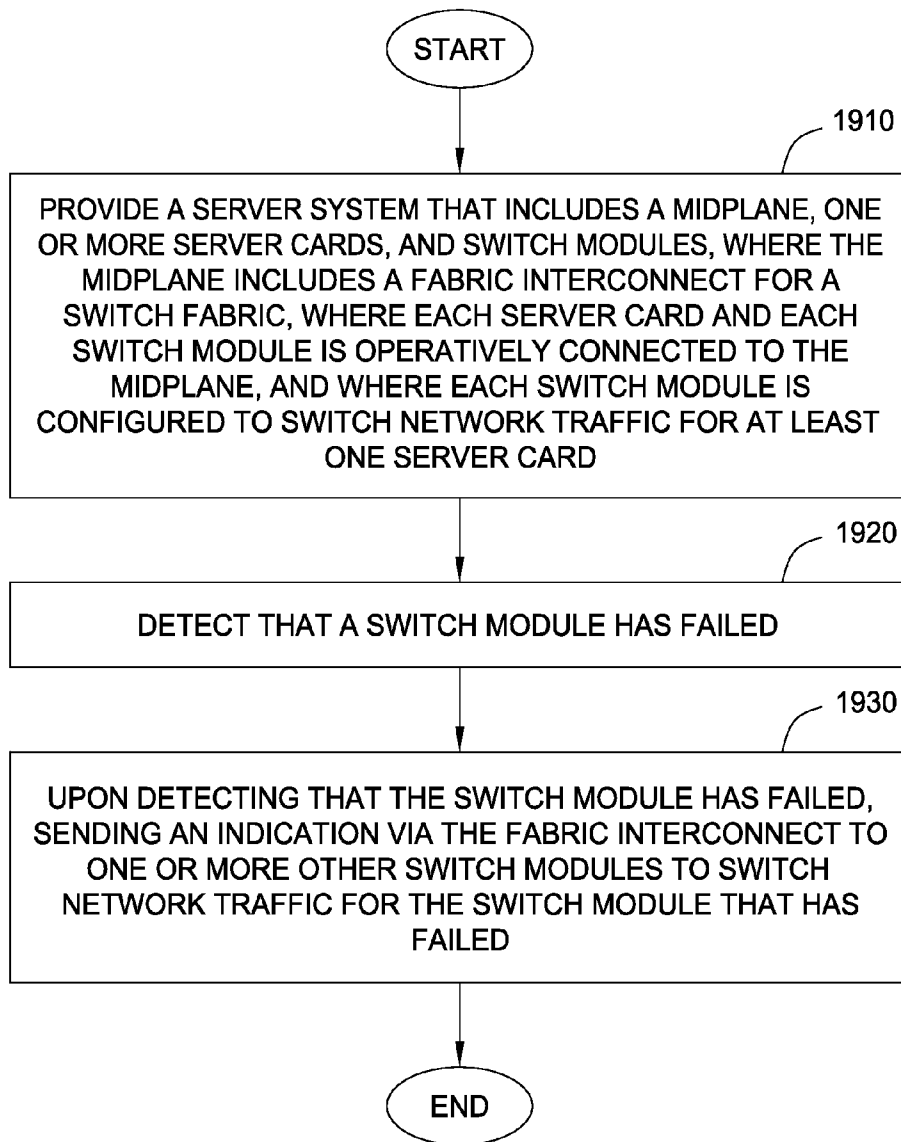 START
1910
PROVIDE A SERVER SYSTEM THAT INCLUDES A MIDPLANE, ONE
OR MORE SERVER CARDS, AND SWITCH MODULES, WHERE THE
MIDPLANE INCLUDES A FABRIC INTERCONNECT FOR A
SWITCH FABRIC, WHERE EACH SERVER CARD AND EACH
SWITCH MODULE IS OPERATIVELY CONNECTED TO THE
MIDPLANE, AND WHERE EACH SWITCH MODULE IS
CONFIGURED TO SWITCH NETWORK TRAFFIC FOR AT LEAST
ONE SERVER CARD
1920
DETECT THAT A SWITCH MODULE HAS FAILED
1930
UPON DETECTING THAT THE SWITCH MODULE HAS FAILED,
SENDING AN INDICATION VIA THE FABRIC INTERCONNECT TO
ONE OR MORE OTHER SWITCH MODULES TO SWITCH
NETWORK TRAFFIC FOR THE SWITCH MODULE THAT HAS
FAILED
END